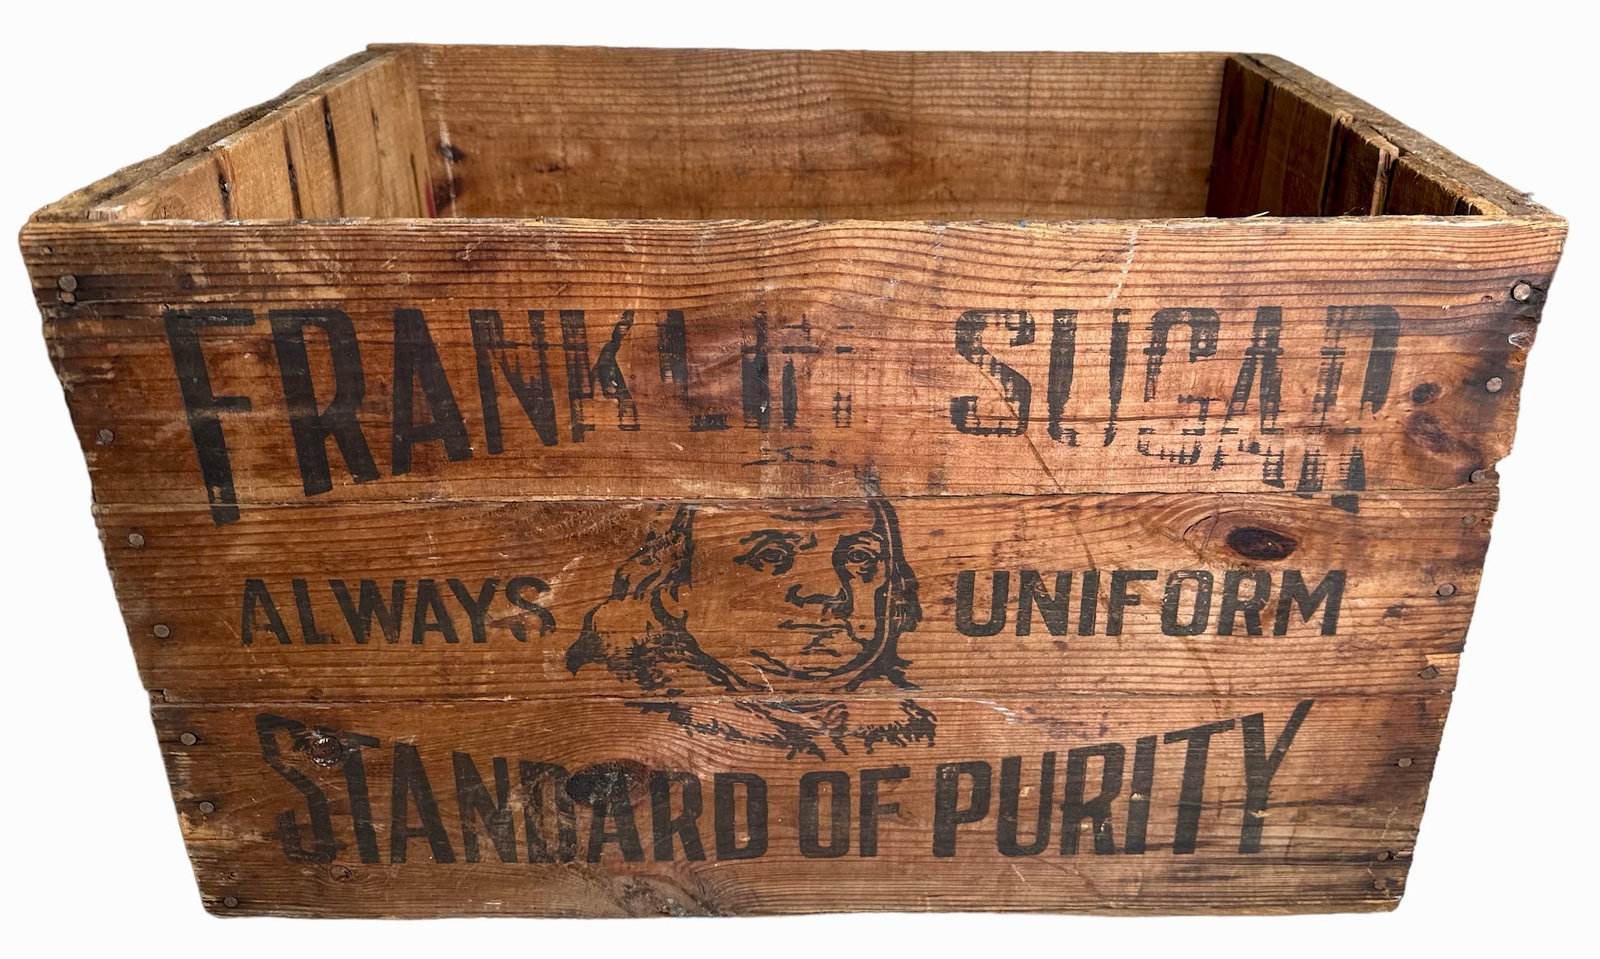 FRANKLIN SUGAR
ALWAYS UNIFORM
STANDARD OF PURITY